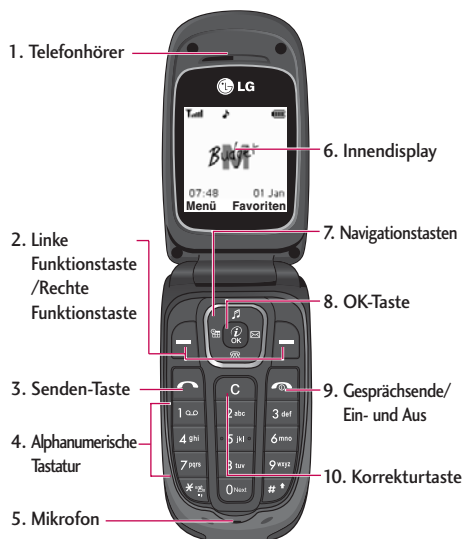 1. Telefonhörer
LG
Budget
M
07:48 01 Jan
Menü Favoriten
6. Innendisplay
2. Linke
Funktionstaste
/Rechte
Funktionstaste
7. Navigationstasten
8. OK-Taste
i
OK
3. Senden-Taste
C
9. Gesprächsende/
Ein- und Aus
4. Alphanumerische
Tastatur
1 2 abc 3 def
4 ghi 5 jkl 6 mno
7 pqrs 8 tuv 9 wxyz
* 0 Next #
10. Korrekturtaste
5. Mikrofon